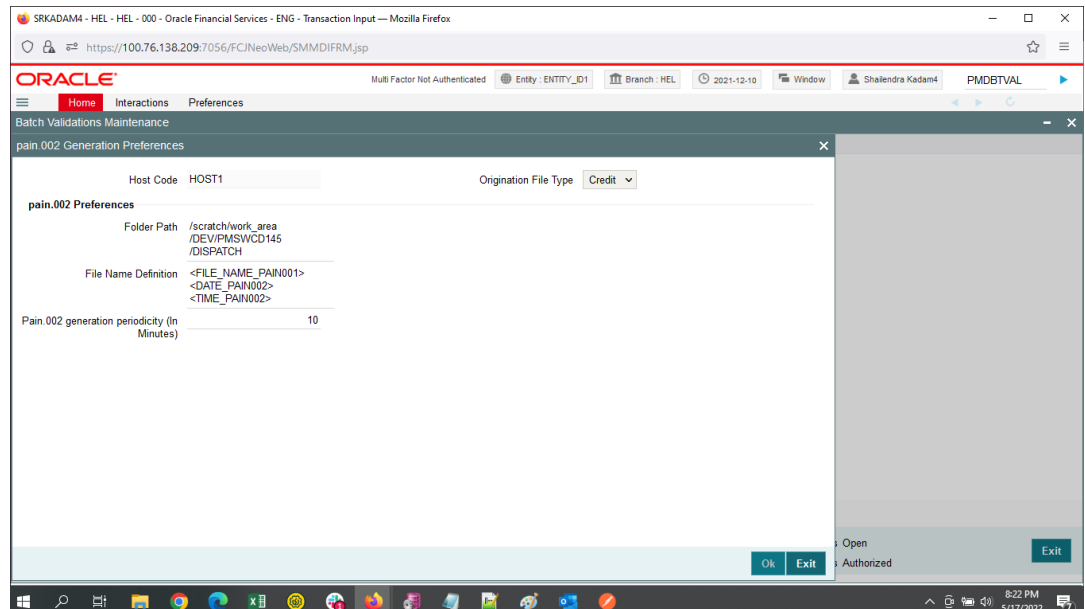 SRKADAM4 - HEL - HEL - 000 - Oracle Financial Services - ENG - Transaction Input — Mozilla Firefox
https://100.76.138.209:7056/FCJNeoWeb/SMMDIFRM.jsp
ORACLE Multi Factor Not Authenticated Entity : ENTITY_ID1 Branch : HEL 2021-12-10 Window Shailendra Kadam4 PMDBTVAL
Home Interactions Preferences
Batch Validations Maintenance
pain.002 Generation Preferences
Host Code HOST1 Origination File Type Credit
pain.002 Preferences
Folder Path /scratch/work_area
/DEV/PMSWCD145
/DISPATCH
File Name Definition <FILE_NAME_PAIN001>
<DATE_PAIN002>
<TIME_PAIN002>
Pain.002 generation periodicity (In 10
Minutes)
Open
Exit
Ok Exit Authorized
8:22 PM
5/17/2022